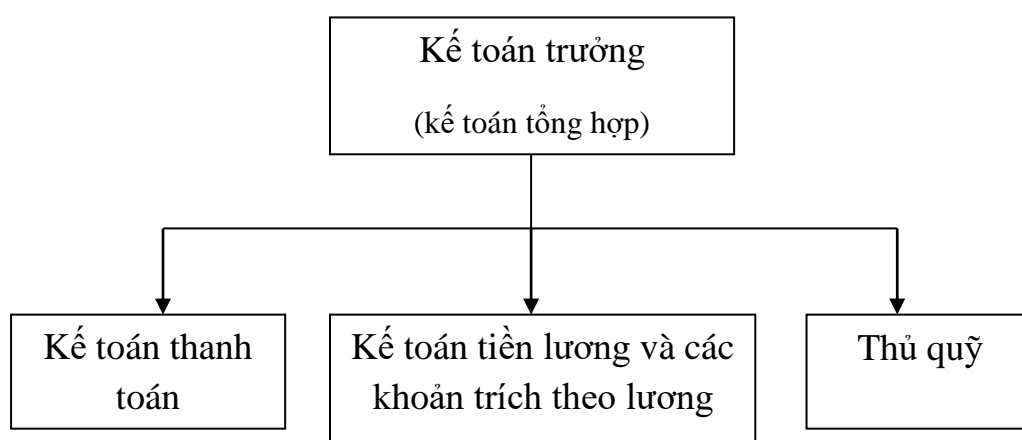 Kế toán trưởng
(kế toán tổng hợp)
Kế toán thanh
toán
Kế toán tiền lương và các
khoản trích theo lương
Thủ quỹ